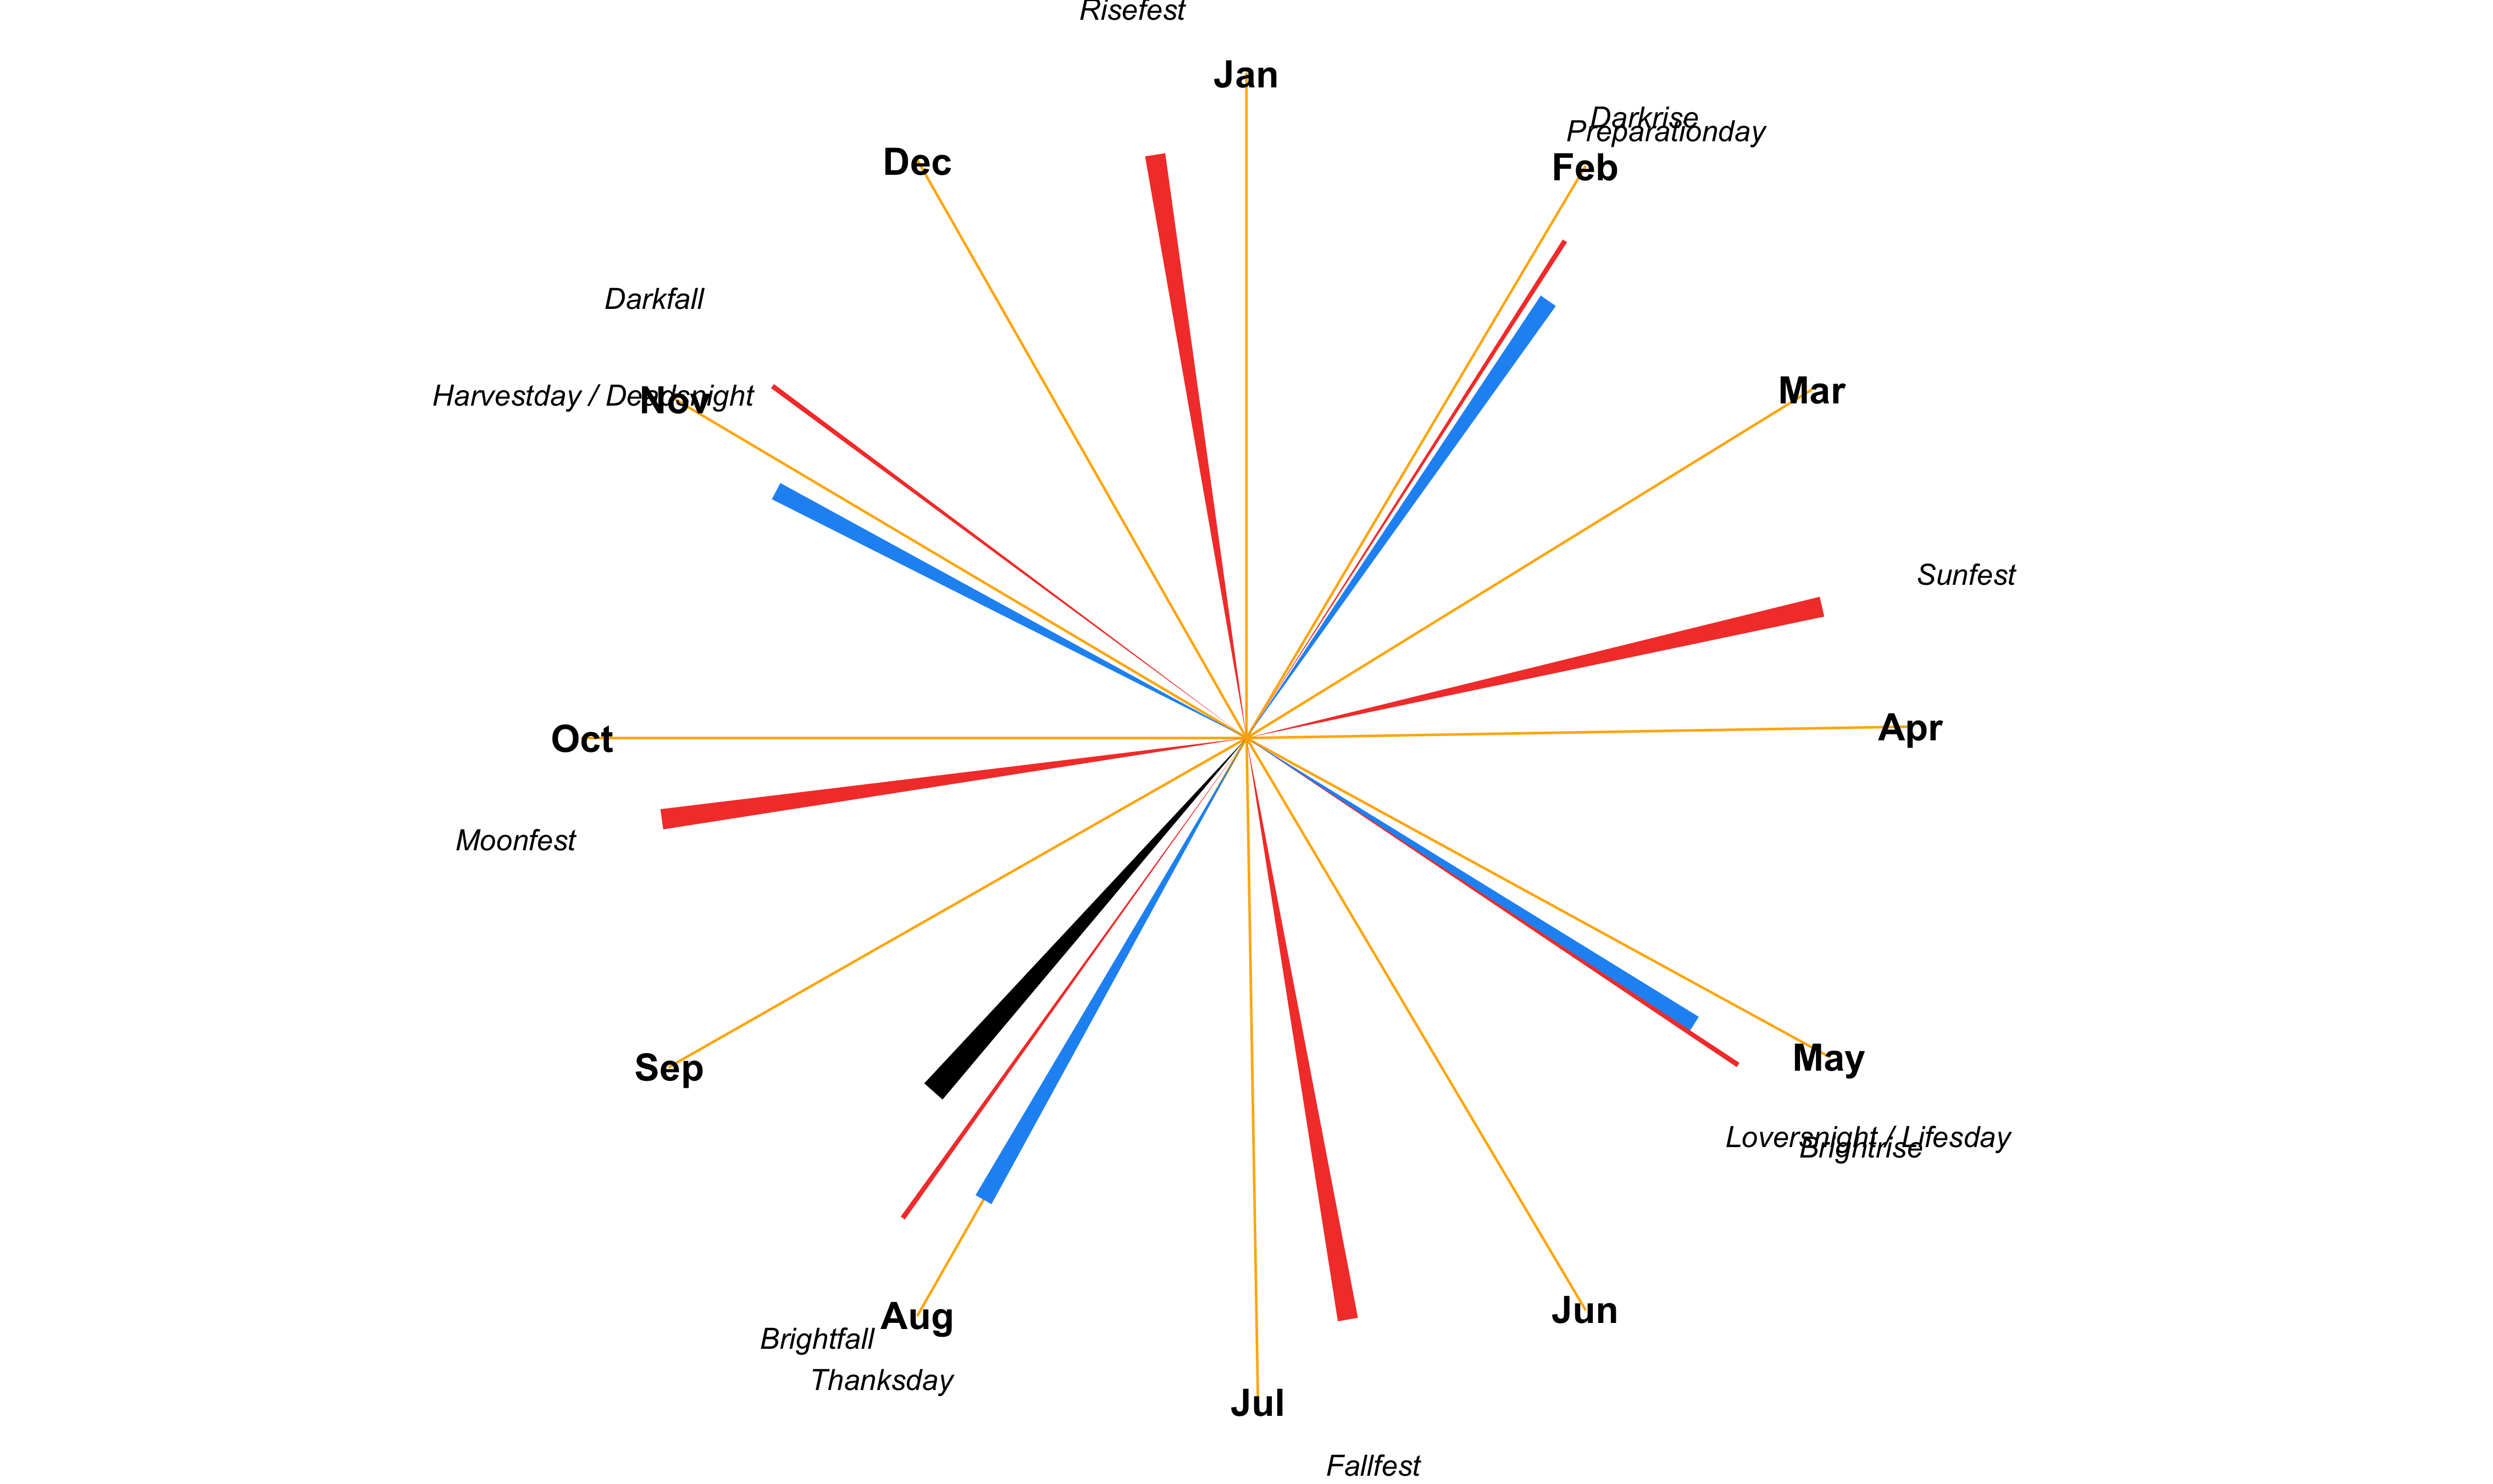 Risefest
Jan
Darkrise
Preparationday
Dec
Feb
Darkfall
Mar
Harvestday / Deadsnight
Nov
Sunfest
Apr
Oct
Moonfest
May
Sep
Loversnight / Lifesday
Brightrise
Jun
Aug
Brightfall
Thanksday
Jul
Fallfest